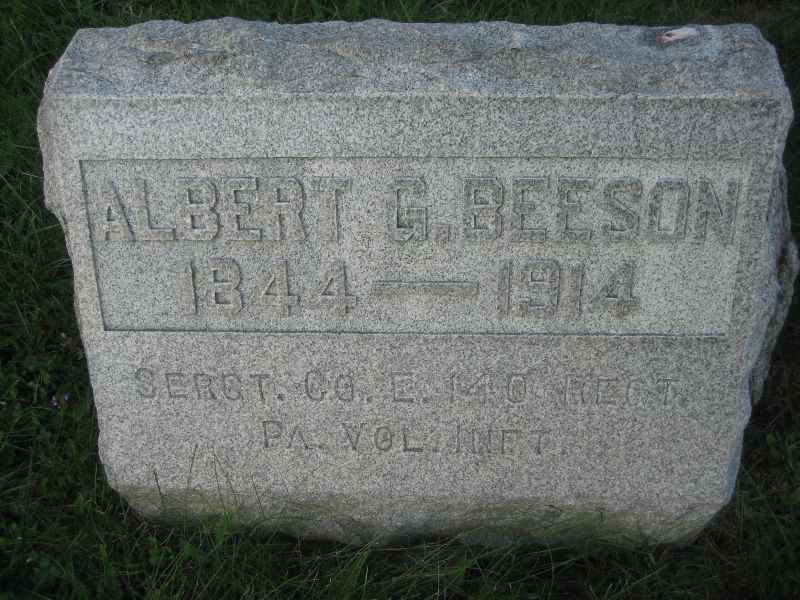 ALBERT G. BEESON
1844 — 1914
SERGT. CO. E. 140 REGT.
PA. VOL. INFT.